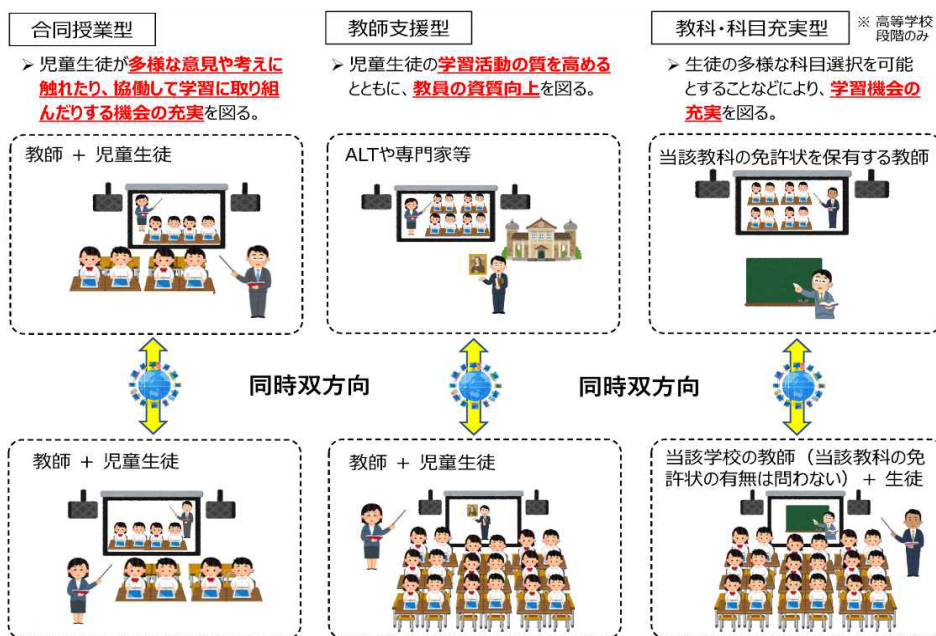 合同授業型
➢ 児童生徒が多様な意見や考えに
触れたり、協働して学習に取り組
んだりする機会の充実を図る。
教師 + 児童生徒
教師 + 児童生徒
教師支援型
➢ 児童生徒の学習活動の質を高める
とともに、教員の資質向上を図る。
ALTや専門家等
教師 + 児童生徒
教科・科目充実型
※ 高等学校
段階のみ
➢ 生徒の多様な科目選択を可能
とすることなどにより、学習機会の
充実を図る。
当該教科の免許状を保有する教師
当該学校の教師（当該教科の免
許状の有無は問わない）+ 生徒
同時双方向
同時双方向